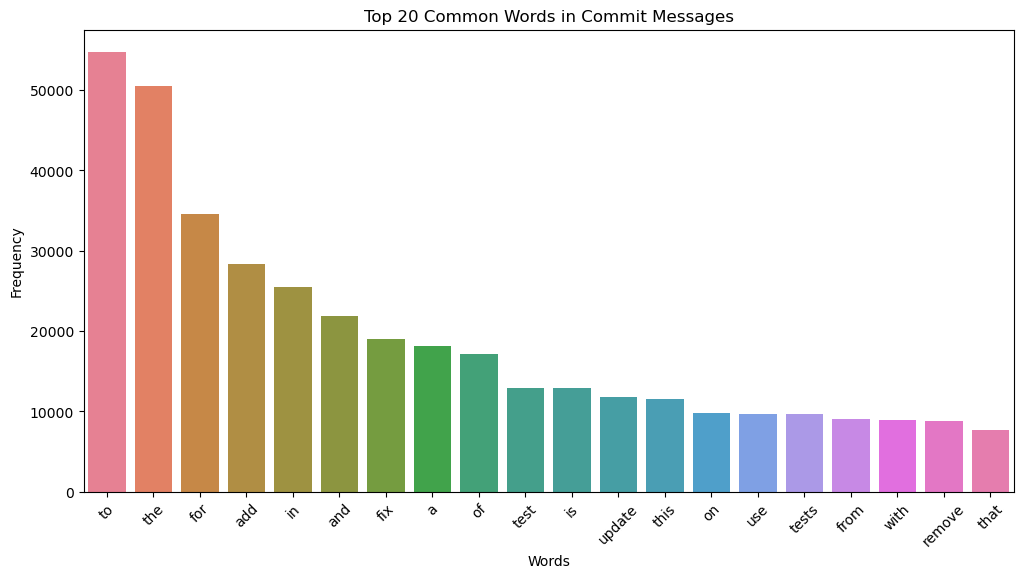 Top 20 Common Words in Commit Messages
Frequency
50000
40000
30000
20000
10000
0
to
the
for
add
in
and
fix
a
of
test
is
update
this
on
use
tests
from
with
remove
that
Words